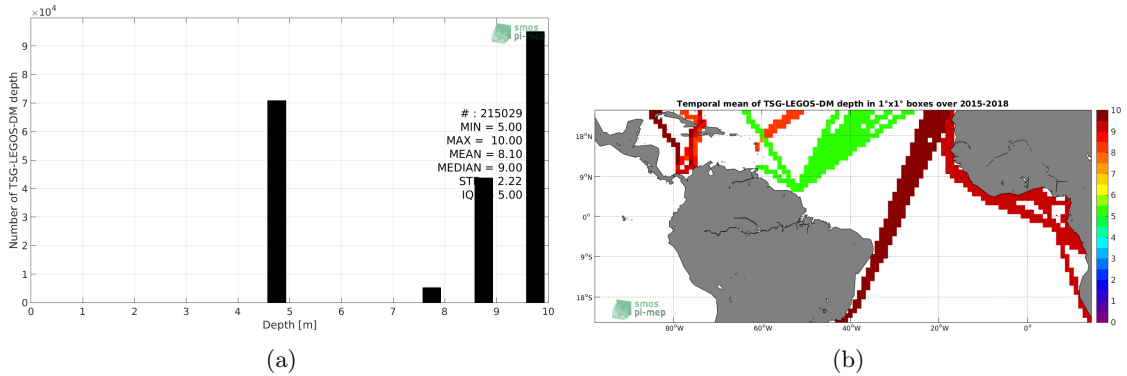 ×10⁴
9
8
7
6
5
4
3
2
1
0
Number of TSG-LEGOS-DM depth
smos
pi-mep
# : 215029
MIN = 5.00
MAX = 10.00
MEAN = 8.10
MEDIAN = 9.00
ST 2.22
IQ 5.00
0 1 2 3 4 5 6 7 8 9 10
Depth [m]
(a)
Temporal mean of TSG-LEGOS-DM depth in 1°x1° boxes over 2015-2018
18°N
9°N
0°
9°S
18°S
80°W 60°W 40°W 20°W 0°
smos
pi-mep
10
9
8
7
6
5
4
3
2
1
0
(b)